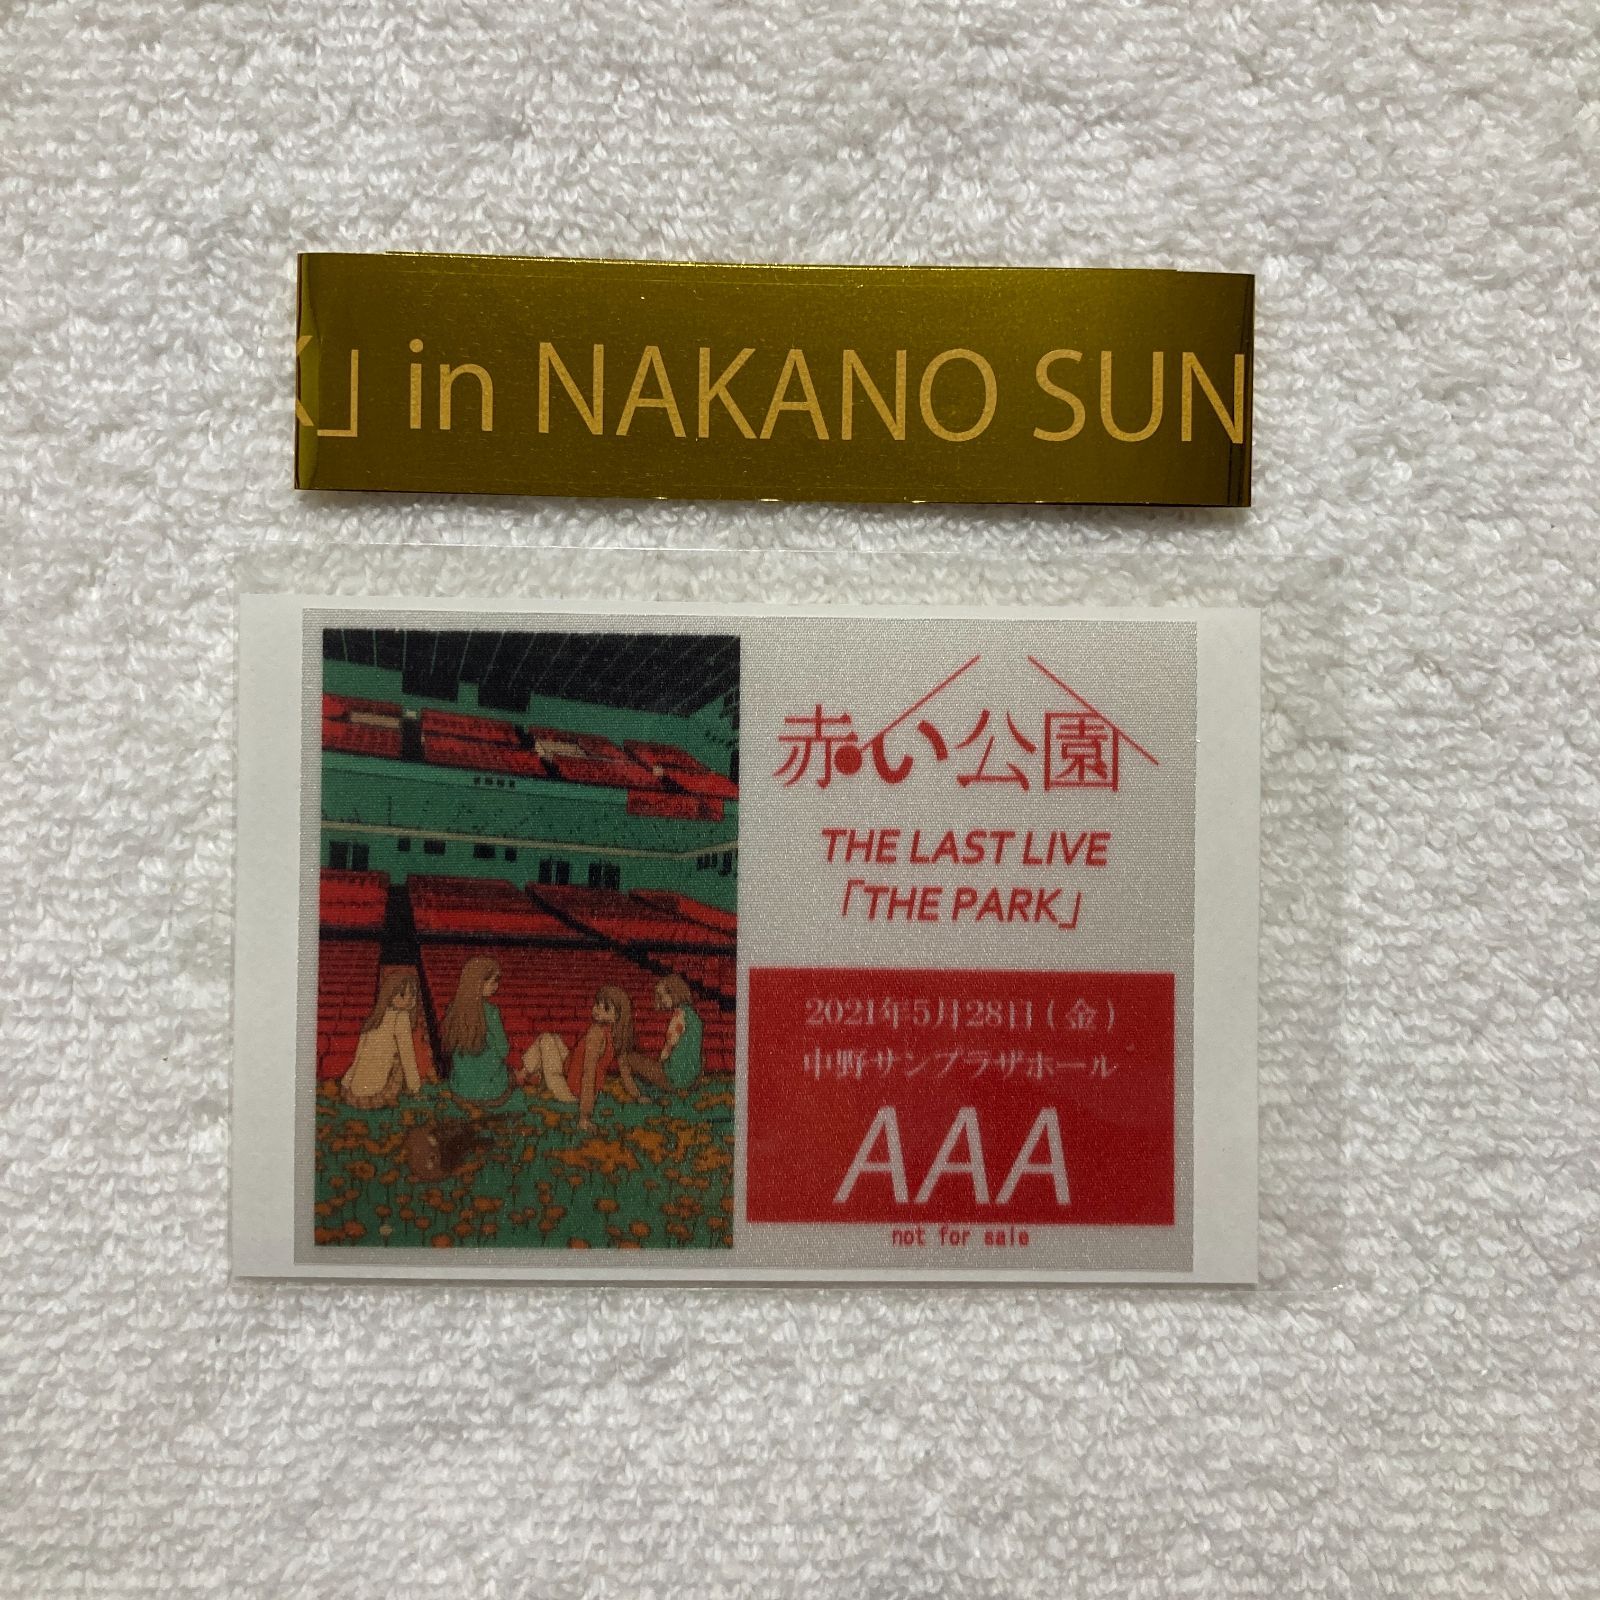 K」 in NAKANO SUN
赤い公園
THE LAST LIVE
「THE PARK」
2021年5月28日(金)
中野サンプラザホール
AAA
not for sale